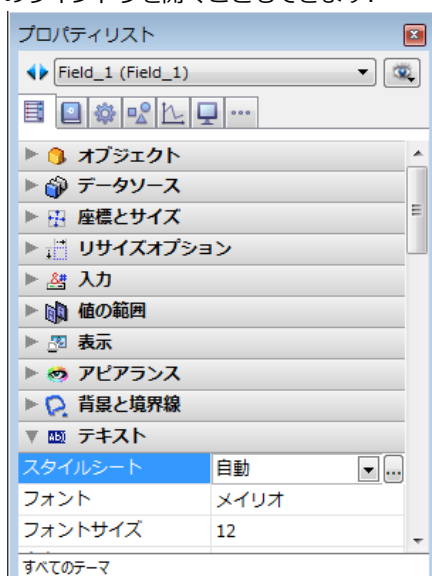 プロパティリスト
Field_1 (Field_1)
オブジェクト
データソース
座標とサイズ
リサイズオプション
入力
値の範囲
表示
アピアランス
背景と境界線
テキスト
スタイルシート 自動
フォント メイリオ
フォントサイズ 12
すべてのテーマ